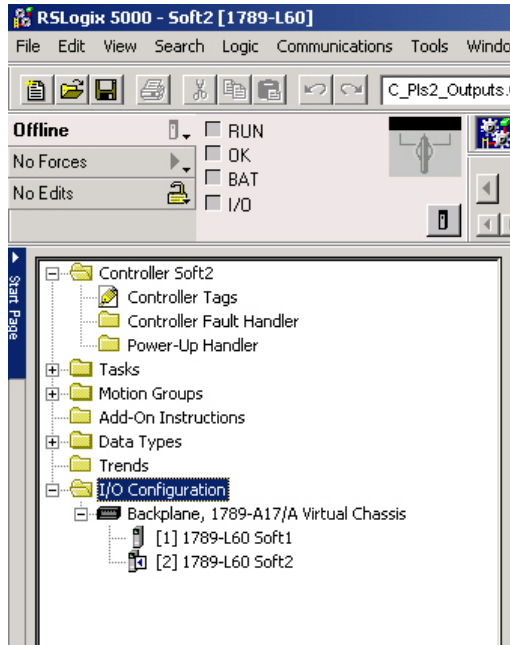 RSLogix 5000 - Soft2 [1789-L60]
File Edit View Search Logic Communications Tools Windo
C_Pls2_Outputs.
Offline
RUN
No Forces
OK
BAT
No Edits
I/O
Start Page
Controller Soft2
Controller Tags
Controller Fault Handler
Power-Up Handler
Tasks
Motion Groups
Add-On Instructions
Data Types
Trends
I/O Configuration
Backplane, 1789-A17/A Virtual Chassis
[1] 1789-L60 Soft1
[2] 1789-L60 Soft2